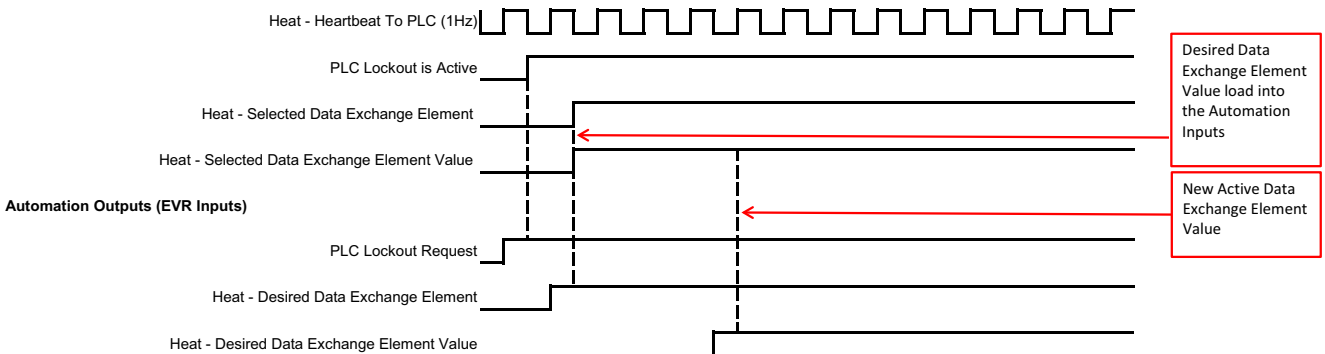 Heat - Heartbeat To PLC (1Hz)
PLC Lockout is Active
Heat - Selected Data Exchange Element
Heat - Selected Data Exchange Element Value
Automation Outputs (EVR Inputs)
PLC Lockout Request
Heat - Desired Data Exchange Element
Heat - Desired Data Exchange Element Value
Desired Data
Exchange Element
Value load into
the Automation
Inputs
New Active Data
Exchange Element
Value